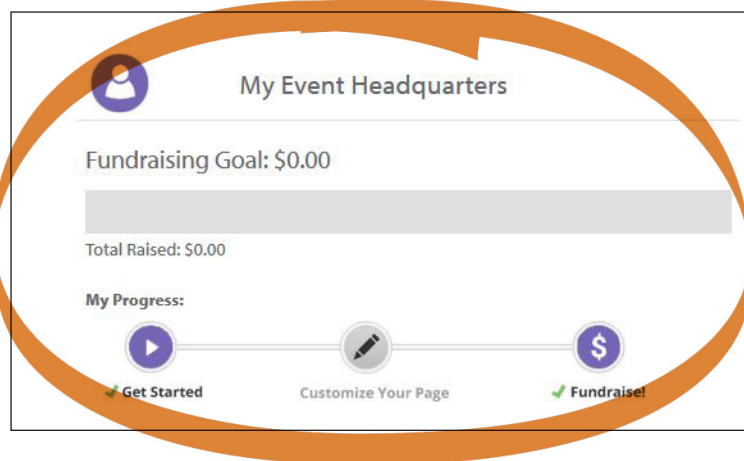 My Event Headquarters
Fundraising Goal: $0.00
Total Raised: $0.00
My Progress:
$
Get Started Customize Your Page Fundraise!